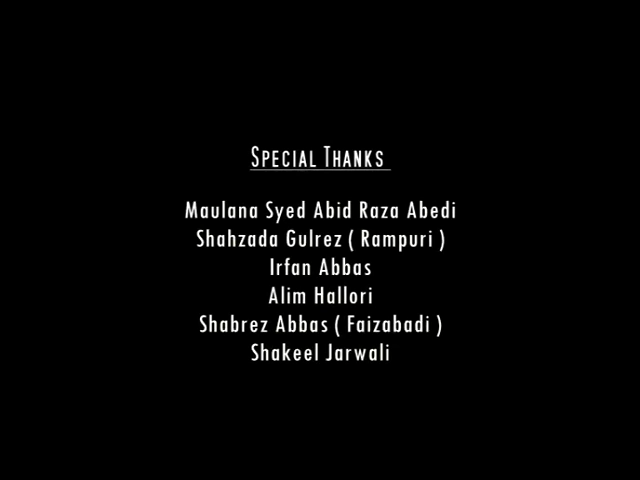 Special Thanks
Maulana Syed Abid Raza Abedi
Shahzada Gulrez ( Rampuri )
Irfan Abbas
Alim Hallori
Shabrez Abbas ( Faizabadi )
Shakeel Jarwali